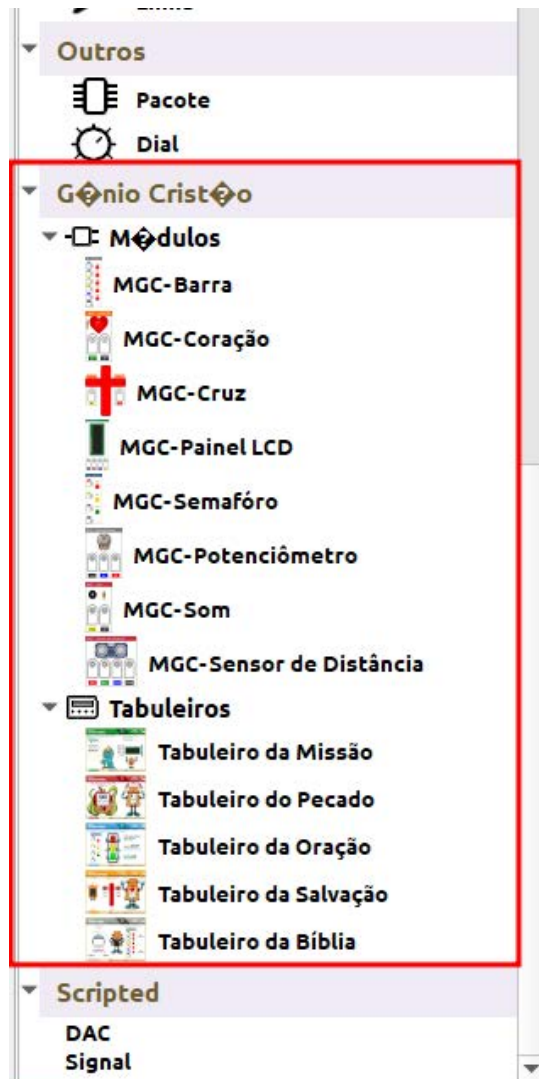 Outros
Pacote
Dial
G�nio Crist�o
M�dulos
MGC-Barra
MGC-Coração
MGC-Cruz
MGC-Painel LCD
MGC-Semafóro
MGC-Potenciômetro
MGC-Som
MGC-Sensor de Distância
Tabuleiros
Tabuleiro da Missão
Tabuleiro do Pecado
Tabuleiro da Oração
Tabuleiro da Salvação
Tabuleiro da Bíblia
Scripted
DAC
Signal